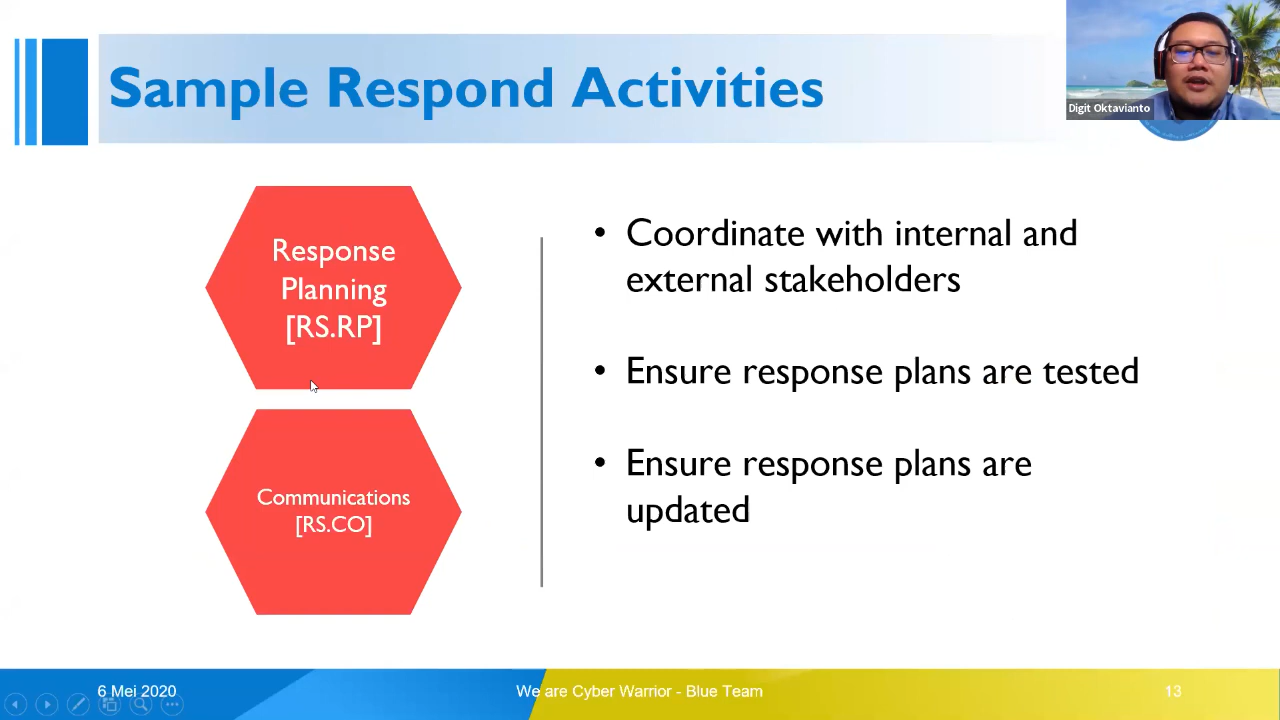 Sample Respond Activities
Digit Oktavianto
Response
Planning
[RS.RP]
Communications
[RS.CO]
• Coordinate with internal and
external stakeholders
• Ensure response plans are tested
• Ensure response plans are
updated
6 Mei 2020
We are Cyber Warrior - Blue Team
13